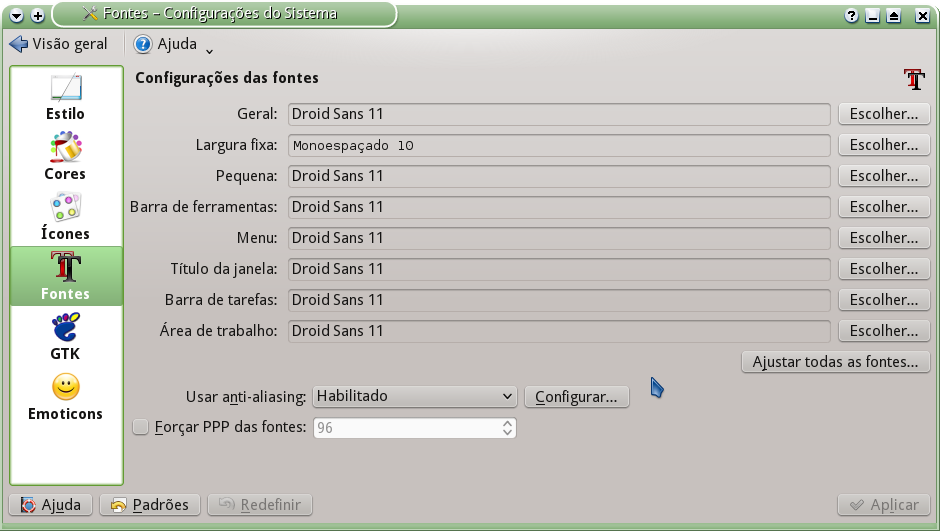 Fontes – Configurações do Sistema
Visão geral Ajuda
Estilo
Cores
Ícones
Fontes
GTK
Emoticons
Configurações das fontes
Geral: Droid Sans 11 Escolher...
Largura fixa: Monoespaçado 10 Escolher...
Pequena: Droid Sans 11 Escolher...
Barra de ferramentas: Droid Sans 11 Escolher...
Menu: Droid Sans 11 Escolher...
Título da janela: Droid Sans 11 Escolher...
Barra de tarefas: Droid Sans 11 Escolher...
Área de trabalho: Droid Sans 11 Escolher...
Ajustar todas as fontes...
Usar anti-aliasing: Habilitado Configurar...
Forçar PPP das fontes: 96
Ajuda Padrões Redefinir Aplicar